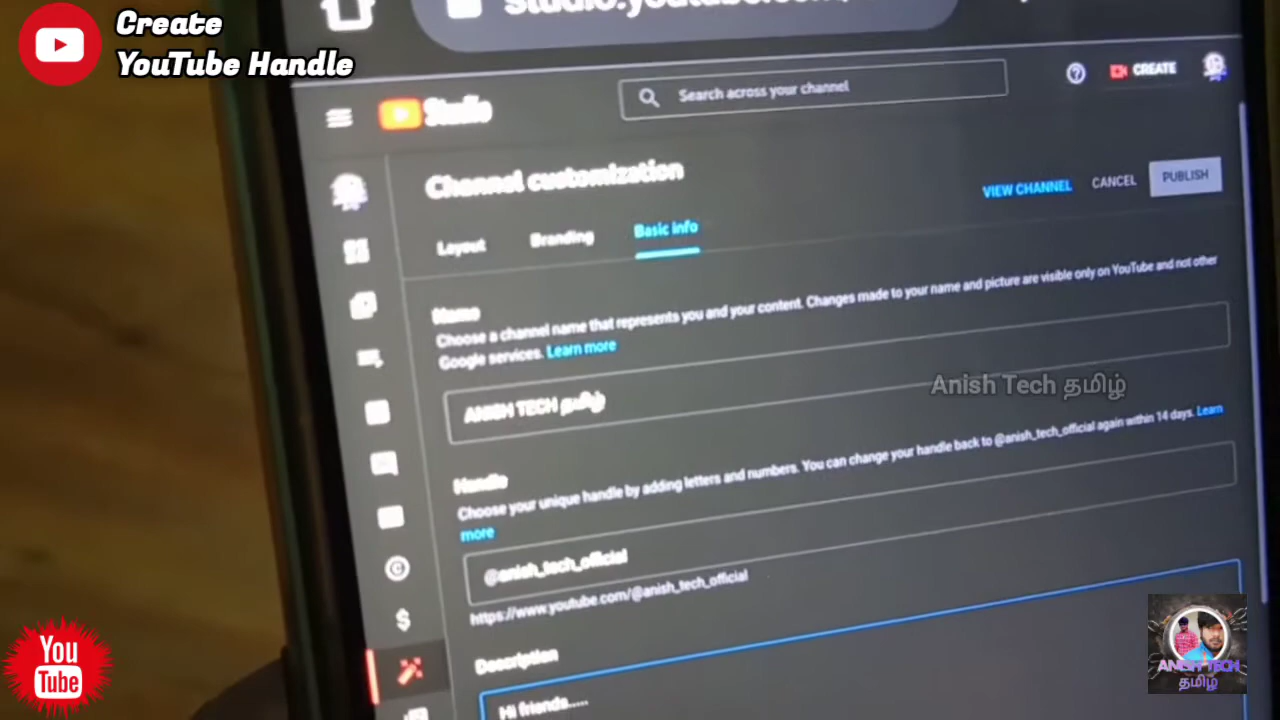 Create
YouTube Handle
studio.youtube.com
Studio
Search across your channel
CREATE
Channel customization
VIEW CHANNEL
CANCEL
PUBLISH
Layout
Branding
Basic info
Name
Choose a channel name that represents you and your content. Changes made to your name and picture are visible only on YouTube and not other
Google services. Learn more
ANISH TECH தமிழ்
Anish Tech தமிழ்
Handle
Choose your unique handle by adding letters and numbers. You can change your handle back to @anish_tech_official again within 14 days. Learn
more
@anish_tech_official
https://www.youtube.com/@anish_tech_official
Description
Hi friends.....
You
Tube
ANISH TECH
தமிழ்